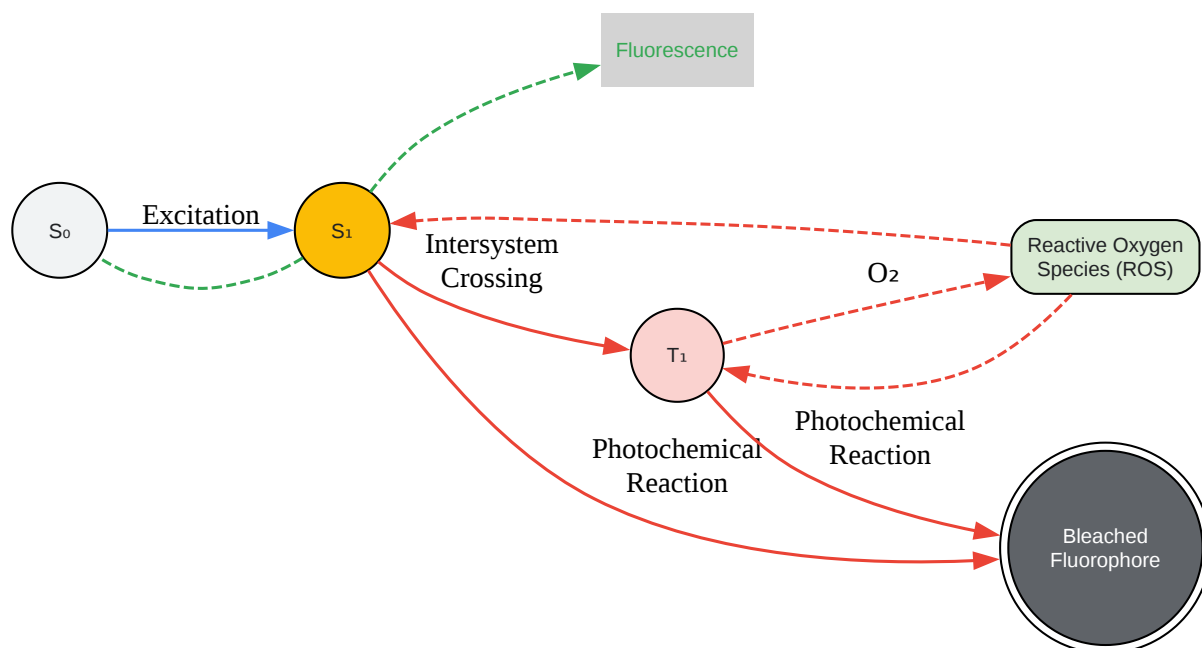 Fluorescence
S₀
Excitation
S₁
Intersystem
Crossing
O₂
Reactive Oxygen
Species (ROS)
T₁
Photochemical
Reaction
Photochemical
Reaction
Bleached
Fluorophore